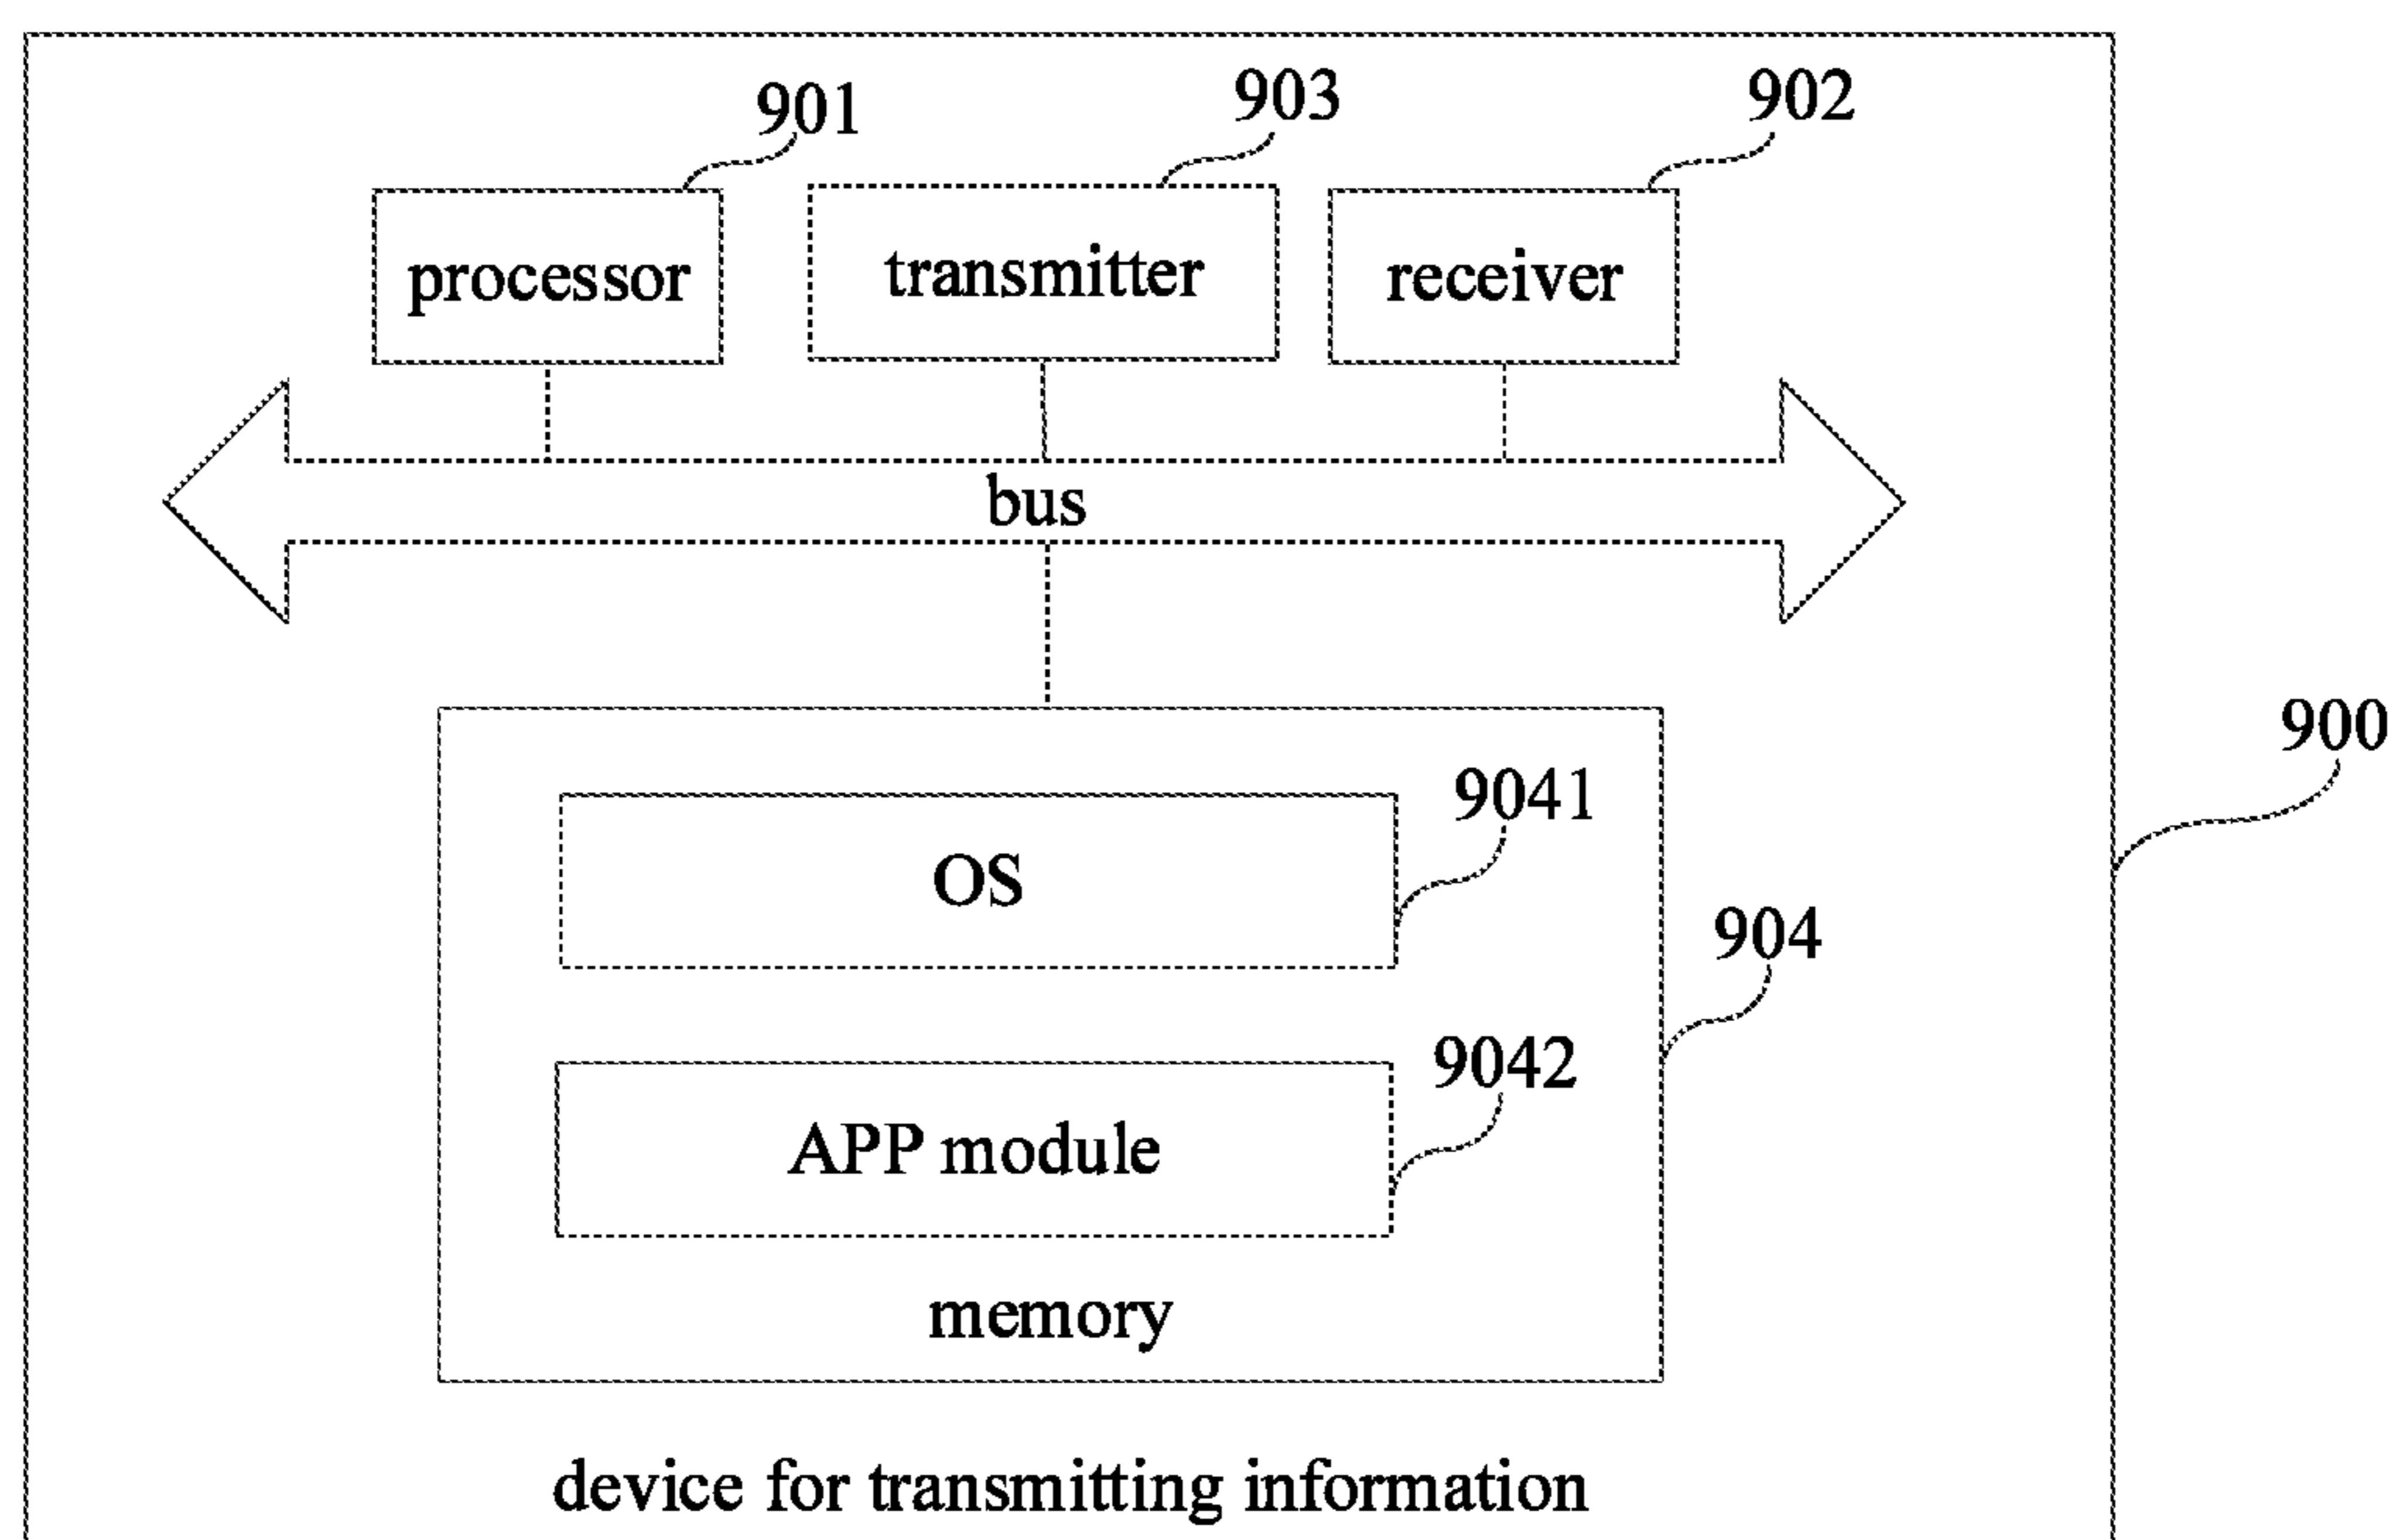 901
903
902
processor
transmitter
receiver
bus
900
9041
OS
904
9042
APP module
memory
device for transmitting information